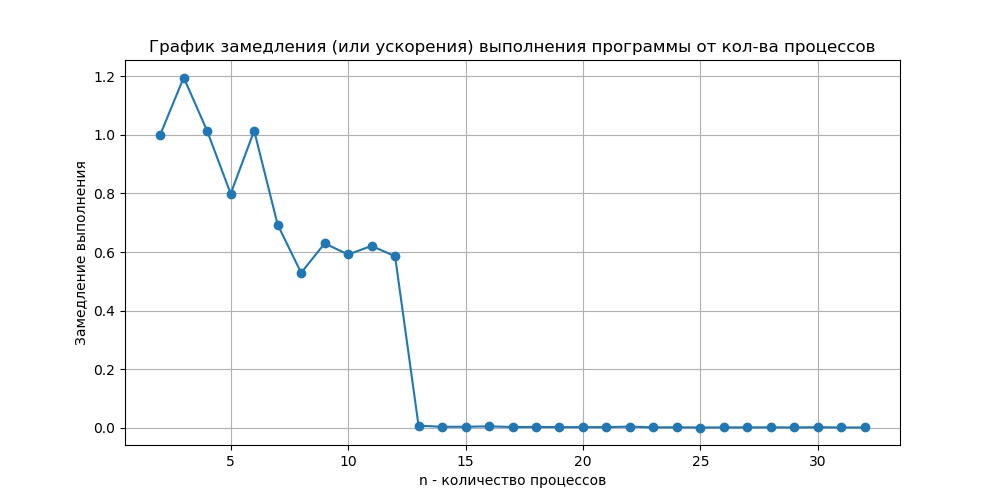 График замедления (или ускорения) выполнения программы от кол-ва процессов
Замедление выполнения
1.2
1.0
0.8
0.6
0.4
0.2
0.0
5 10 15 20 25 30
n - количество процессов